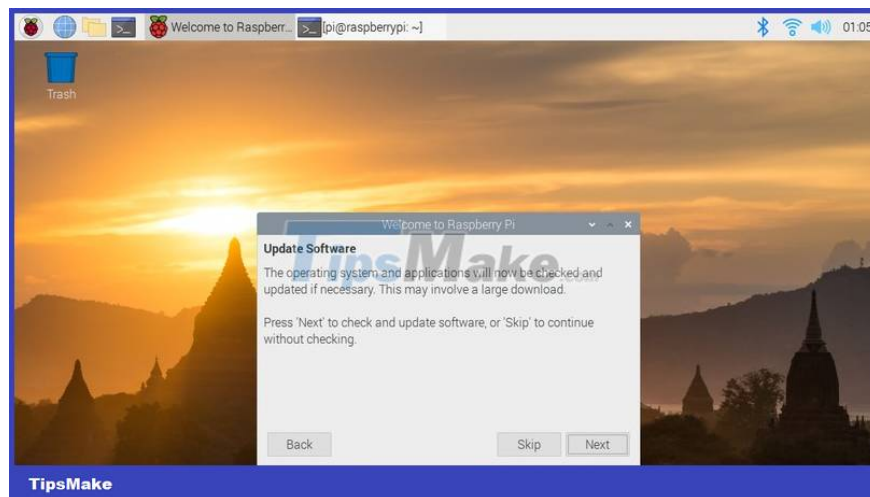 Welcome to Raspberr...
[pi@raspberrypi: ~]
01:05
Trash
Welcome to Raspberry Pi
TipsMake.com
Update Software
The operating system and applications will now be checked and
updated if necessary. This may involve a large download.
Press 'Next' to check and update software, or 'Skip' to continue
without checking.
Back
Skip
Next
TipsMake